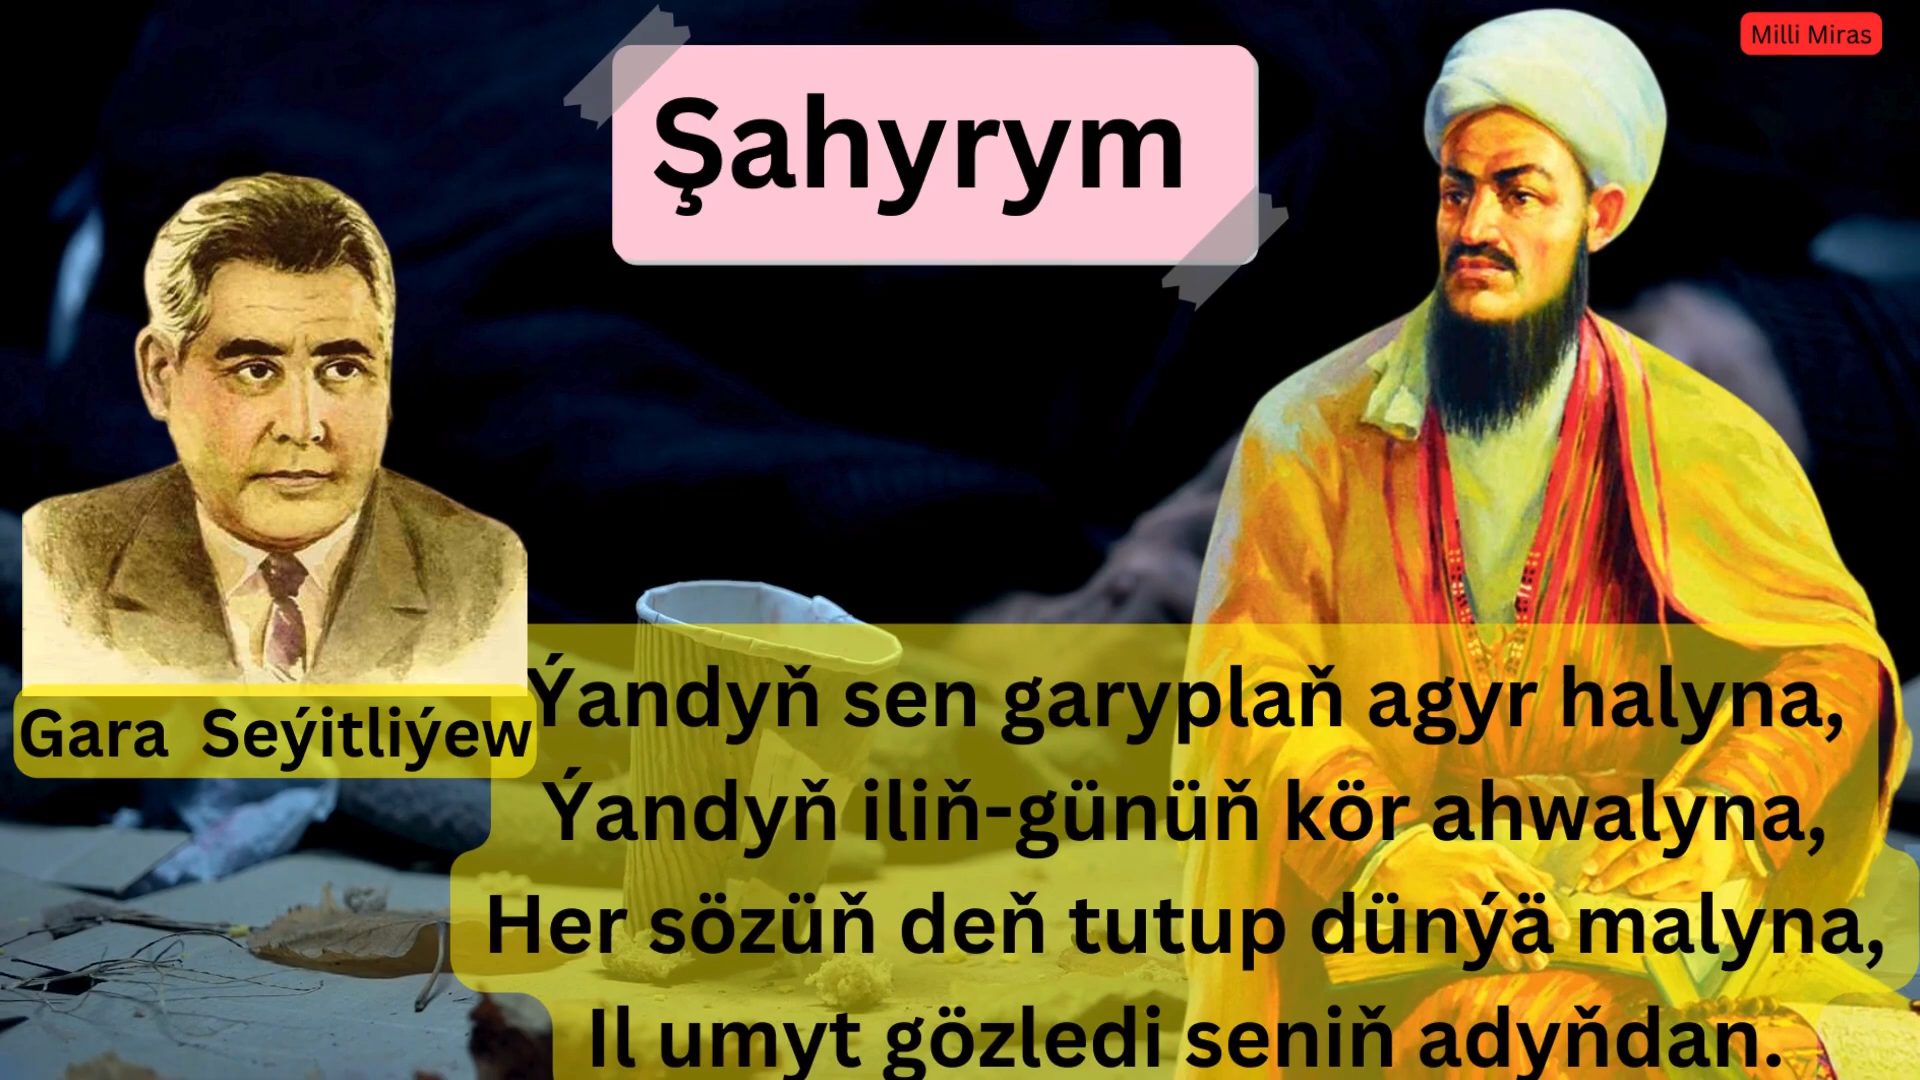 Milli Miras
Şahyrym
Gara Seýitliýew
Ýandyň sen garyplaň agyr halyna,
Ýandyň iliň-günüň kör ahwalyna,
Her sözüň deň tutup dünýä malyna,
Il umyt gözledi seniň adyňdan.